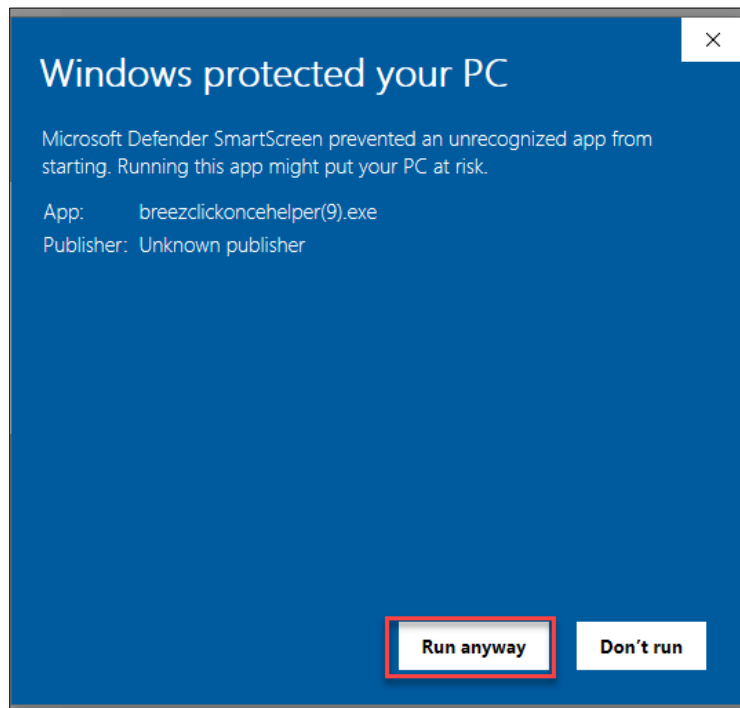 Windows protected your PC
Microsoft Defender SmartScreen prevented an unrecognized app from
starting. Running this app might put your PC at risk.
App: breezclickoncehelper(9).exe
Publisher: Unknown publisher
Run anyway Don't run